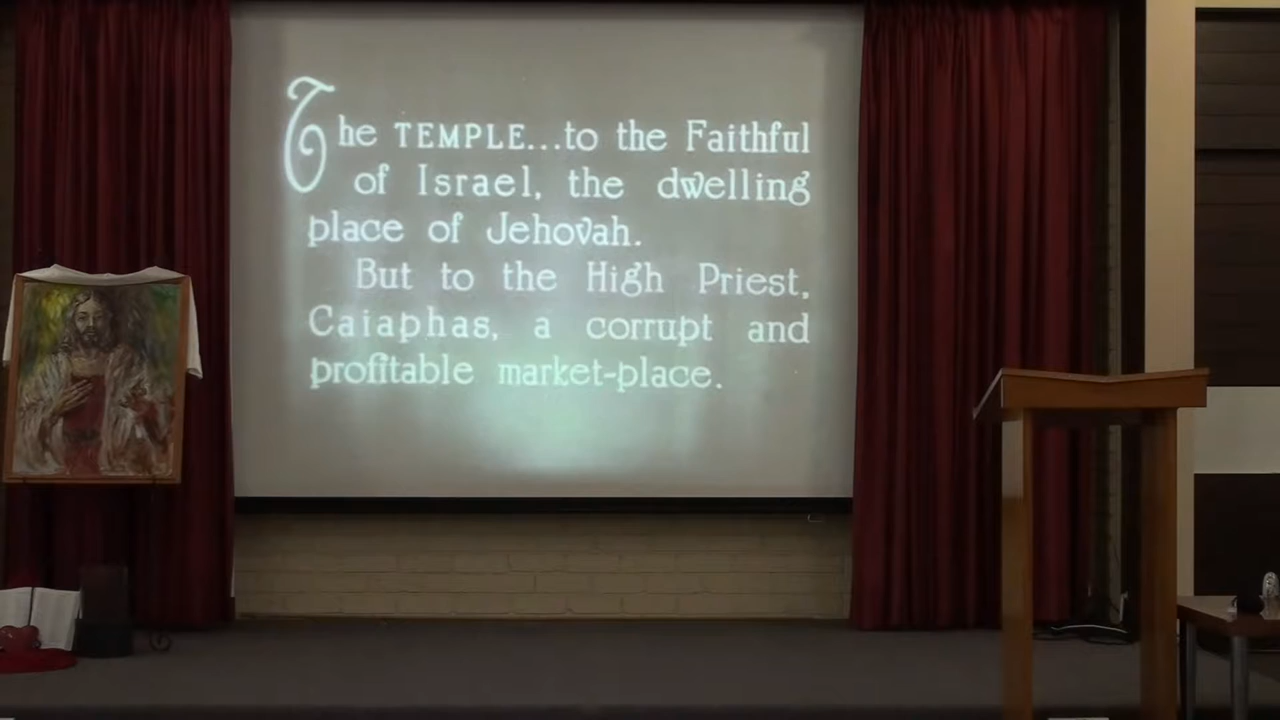 The TEMPLE...to the Faithful
of Israel, the dwelling
place of Jehovah.
But to the High Priest,
Caiaphas, a corrupt and
profitable market-place.